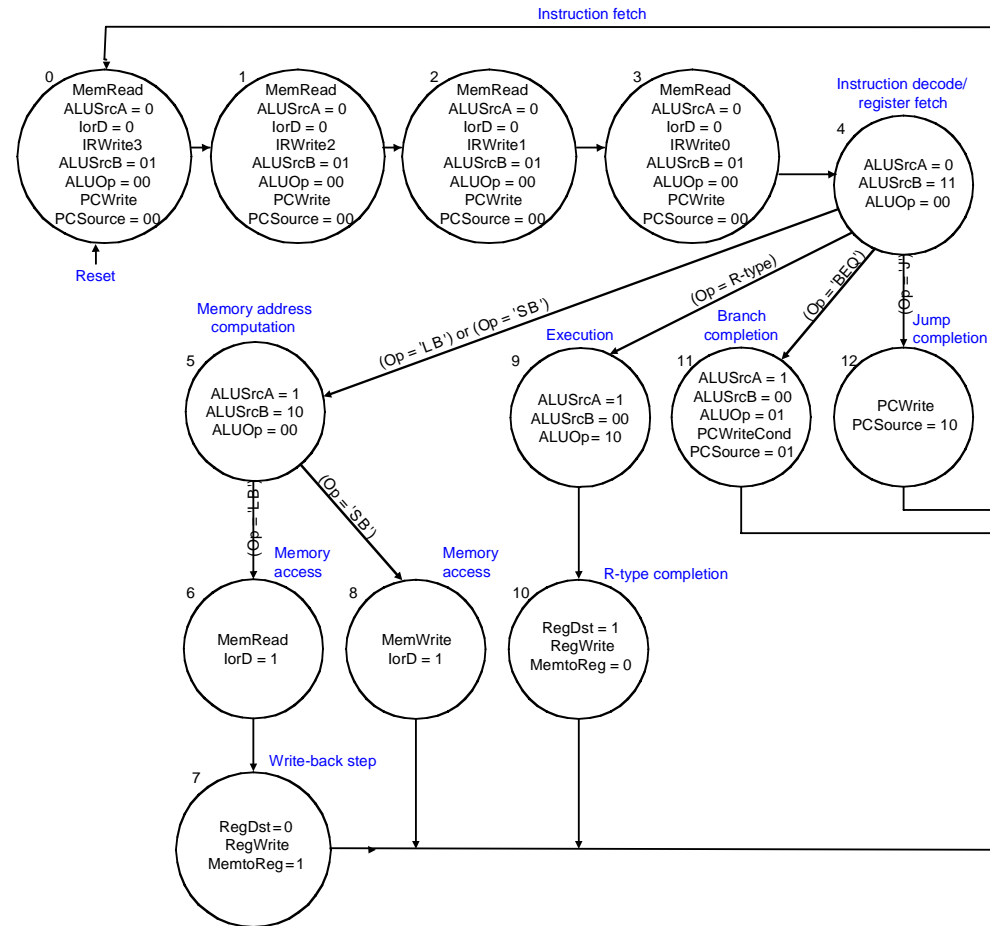 Instruction fetch
0
MemRead
ALUSrcA = 0
IorD = 0
IRWrite3
ALUSrcB = 01
ALUOp = 00
PCWrite
PCSource = 00
Reset
1
MemRead
ALUSrcA = 0
IorD = 0
IRWrite2
ALUSrcB = 01
ALUOp = 00
PCWrite
PCSource = 00
2
MemRead
ALUSrcA = 0
IorD = 0
IRWrite1
ALUSrcB = 01
ALUOp = 00
PCWrite
PCSource = 00
3
MemRead
ALUSrcA = 0
IorD = 0
IRWrite0
ALUSrcB = 01
ALUOp = 00
PCWrite
PCSource = 00
Instruction decode/
register fetch
4
ALUSrcA = 0
ALUSrcB = 11
ALUOp = 00
(Op = 'LB') or (Op = 'SB')
(Op = R-type)
(Op = 'BEQ')
(Op = 'J')
Memory address
computation
5
ALUSrcA = 1
ALUSrcB = 10
ALUOp = 00
Execution
9
ALUSrcA =1
ALUSrcB = 00
ALUOp= 10
Branch
completion
11
ALUSrcA = 1
ALUSrcB = 00
ALUOp = 01
PCWriteCond
PCSource = 01
Jump
completion
12
PCWrite
PCSource = 10
(Op = 'LB')
(Op = 'SB')
Memory
access
6
MemRead
IorD = 1
Memory
access
8
MemWrite
IorD = 1
R-type completion
10
RegDst = 1
RegWrite
MemtoReg = 0
Write-back step
7
RegDst=0
RegWrite
MemtoReg=1